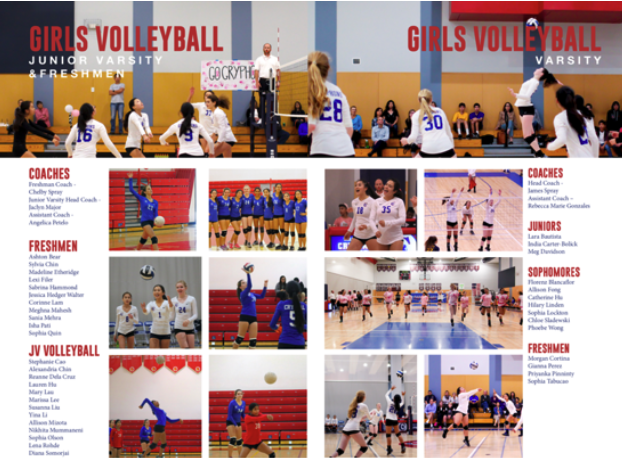 GIRLS VOLLEYBALL
JUNIOR VARSITY
&FRESHMEN
GIRLS VOLLEYBALL
VARSITY
GO GRYPH
16
9
28
30
COACHES
Freshman Coach -
Chelby Spray
Junior Varsity Head Coach -
Jaclyn Major
Assistant Coach -
Angelica Petelo
FRESHMEN
Ashton Bear
Sylvia Chin
Madeline Etheridge
Lexi Filer
Sabrina Hammond
Jessica Hedger Walter
Corinne Lam
Meghna Mahesh
Sania Mehra
Isha Pati
Sophia Quin
JV VOLLEYBALL
Stephanie Cao
Alexandria Chin
Reanne Dela Cruz
Lauren Hu
Mary Lau
Marissa Lee
Susanna Liu
Yina Li
Allison Mizota
Nikhita Mummaneni
Sophia Olsen
Lena Rohde
Diana Somorjai
18
35
1
24
COACHES
Head Coach -
James Spray
Assistant Coach -
Rebecca Marie Gonzales
JUNIORS
Lara Bautista
India Carter-Bolick
Meg Davidson
SOPHOMORES
Florenz Blancaflor
Allison Fong
Catherine Hu
Hilary Linden
Sophia Lockton
Chloe Sladewski
Phoebe Wong
FRESHMEN
Morgan Cortina
Gianna Perez
Priyanka Pinninty
Sophia Tabucao